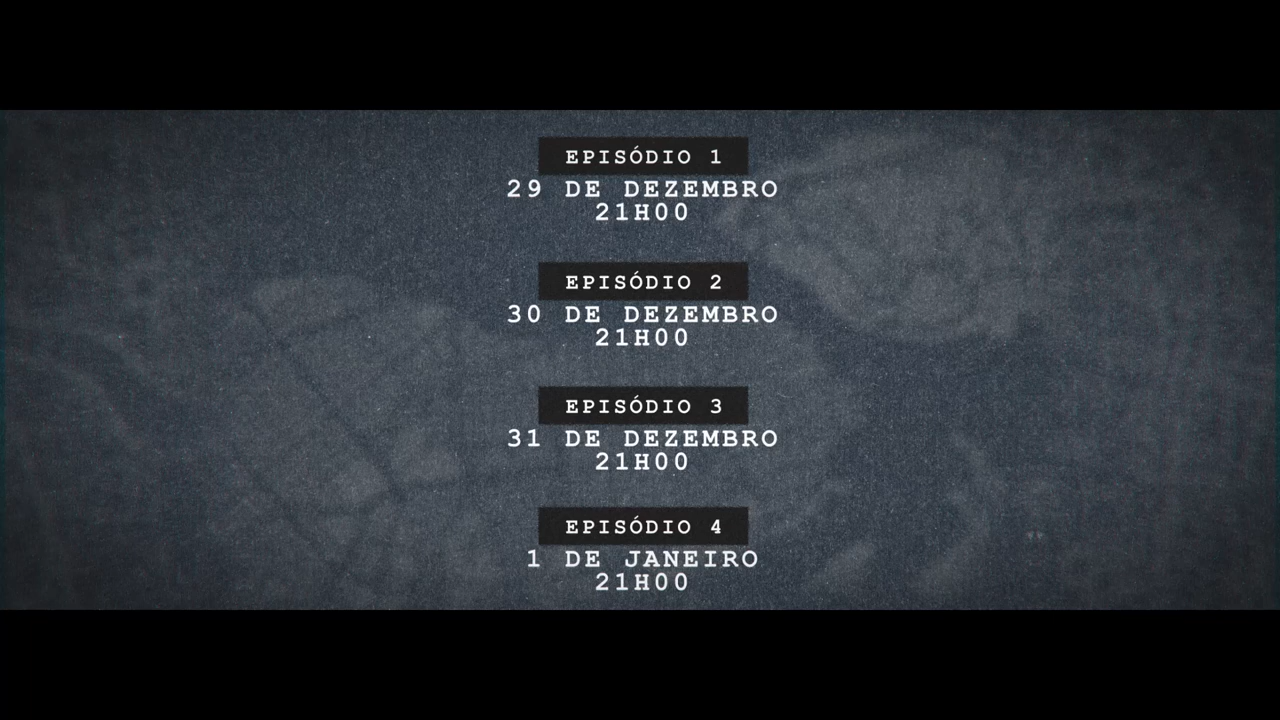 EPISÓDIO 1
29 DE DEZEMBRO
21H00
EPISÓDIO 2
30 DE DEZEMBRO
21H00
EPISÓDIO 3
31 DE DEZEMBRO
21H00
EPISÓDIO 4
1 DE JANEIRO
21H00